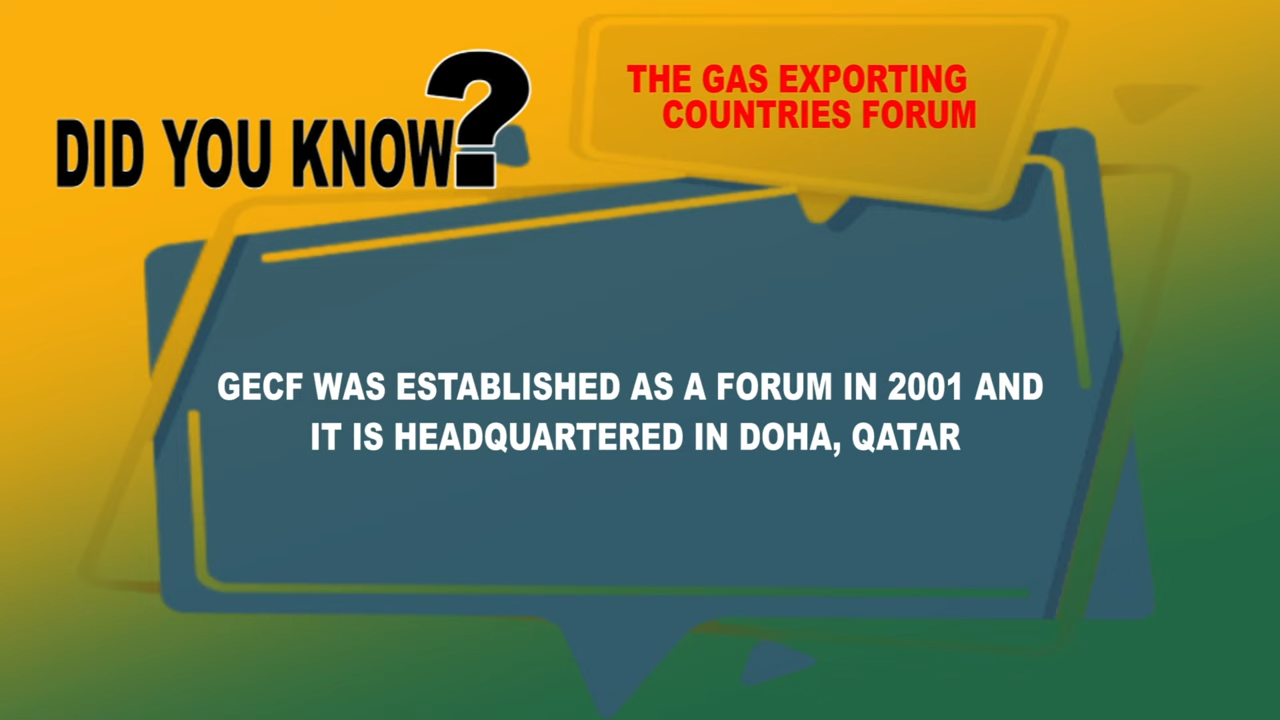 DID YOU KNOW?
THE GAS EXPORTING
COUNTRIES FORUM
GECF WAS ESTABLISHED AS A FORUM IN 2001 AND
IT IS HEADQUARTERED IN DOHA, QATAR